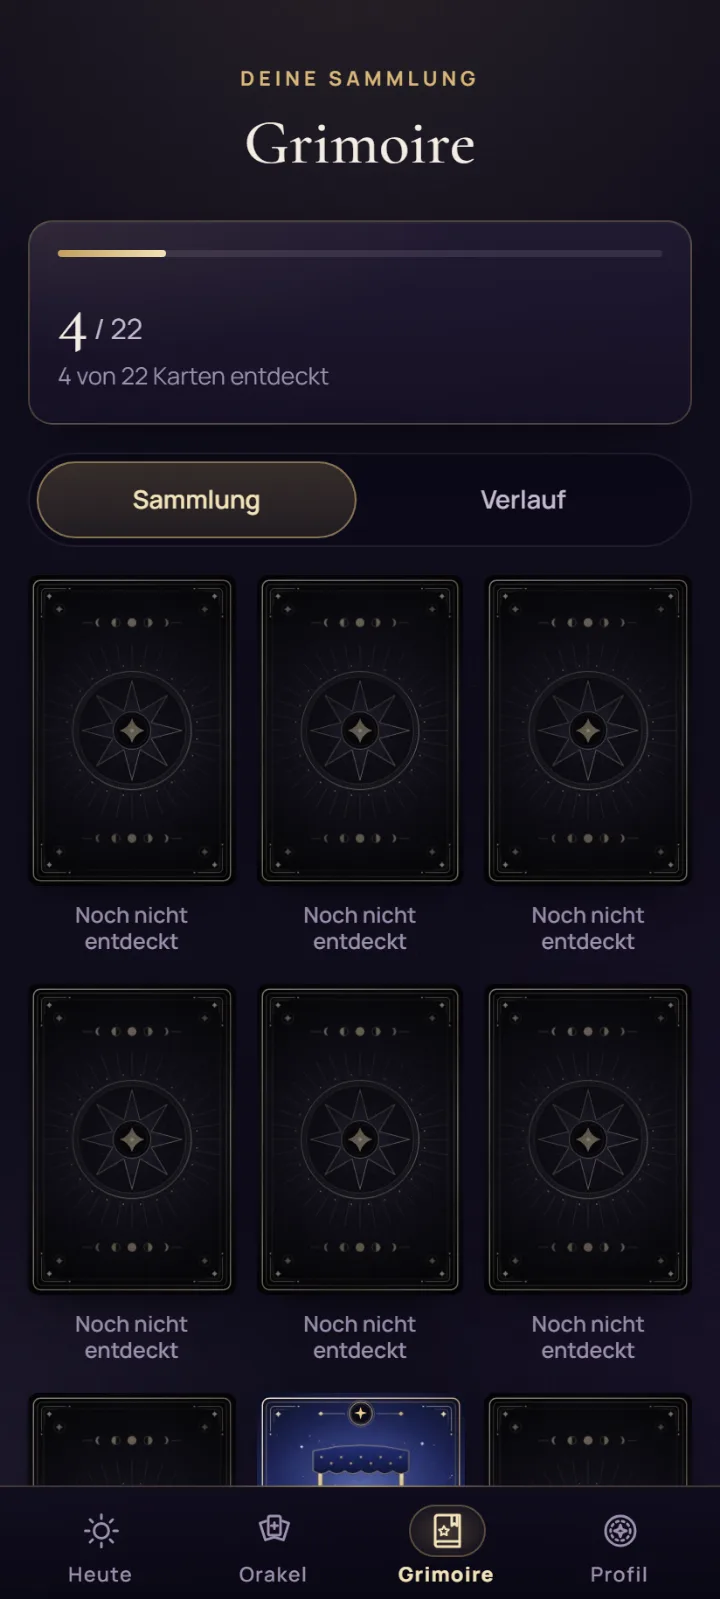 DEINE SAMMLUNG
Grimoire
4 / 22
4 von 22 Karten entdeckt
Sammlung
Verlauf
Noch nicht entdeckt
Noch nicht entdeckt
Noch nicht entdeckt
Noch nicht entdeckt
Noch nicht entdeckt
Noch nicht entdeckt
Heute
Orakel
Grimoire
Profil